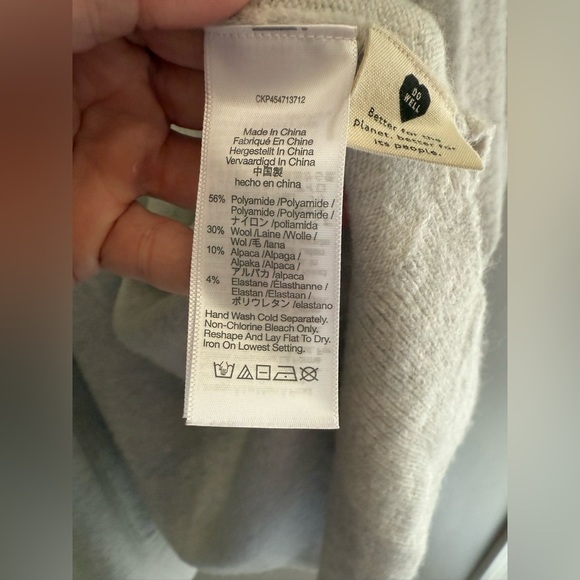 CKP454713712
Made In China
Fabriqué En Chine
Hergestellt In China
Vervaardigd In China
中国製
hecho en china
56% Polyamide /Polyamide /
Polyamide /Polyamide /
ナイロン /poliamida
30% Wool /Laine /Wolle /
Wol /毛 /lana
10% Alpaca /Alpaga /
Alpaka /Alpaca /
アルパカ /alpaca
4% Elastane /Élasthanne /
Elastan /Elastaan /
ポリウレタン /elastano
Hand Wash Cold Separately.
Non-Chlorine Bleach Only.
Reshape And Lay Flat To Dry.
Iron On Lowest Setting.
DO
WELL
Better for the
planet, better for
its people.